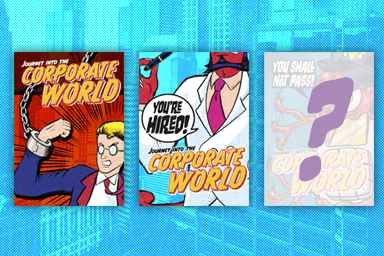 JOURNEY INTO THE
CORPORATE
WORLD
YOU'RE
HIRED!
JOURNEY INTO THE
CORPORATE
WORLD
YOU SHALL
NOT PASS!
?
CORPORATE
WORLD